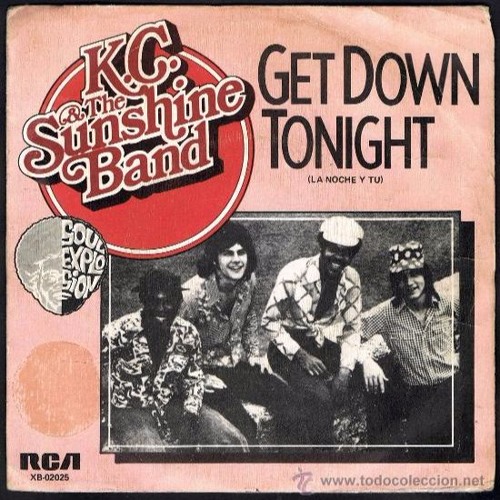 K.C.
& The
Sunshine
Band
GET DOWN
TONIGHT
(LA NOCHE Y TU)
SOUL
EXPLO
SION
RCA
XB-02025
www.todocoleccion.net